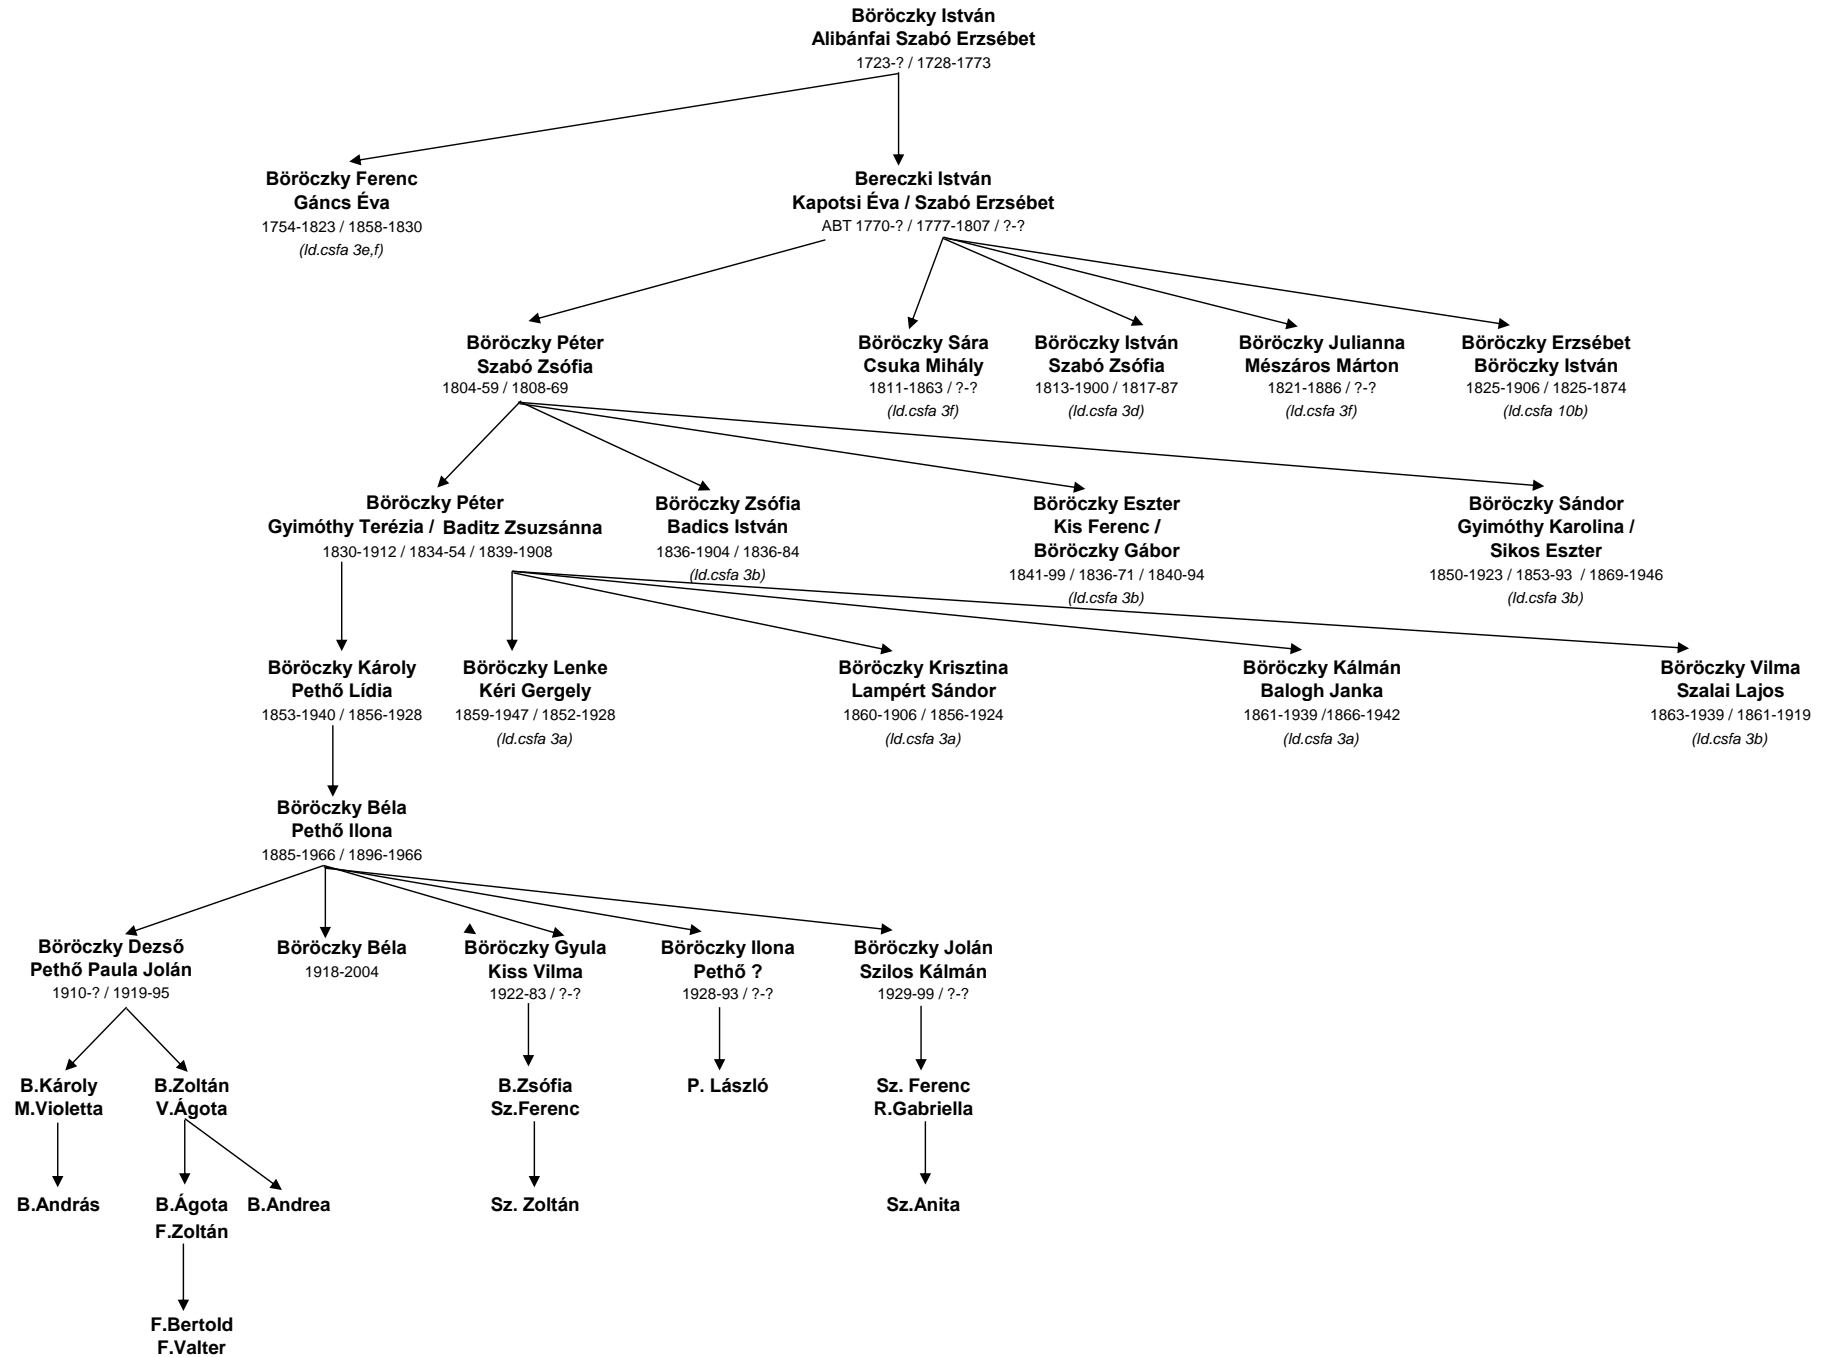 Böröczky István
Alibánfai Szabó Erzsébet
1723-? / 1728-1773
Böröczky Ferenc
Gáncs Éva
1754-1823 / 1858-1830
(ld.csfa 3e,f)
Bereczki István
Kapotsi Éva / Szabó Erzsébet
ABT 1770-? / 1777-1807 / ?-?
Böröczky Péter
Szabó Zsófia
1804-59 / 1808-69
Böröczky Sára
Csuka Mihály
1811-1863 / ?-?
(ld.csfa 3f)
Böröczky István
Szabó Zsófia
1813-1900 / 1817-87
(ld.csfa 3d)
Böröczky Julianna
Mészáros Márton
1821-1886 / ?-?
(ld.csfa 3f)
Böröczky Erzsébet
Böröczky István
1825-1906 / 1825-1874
(ld.csfa 10b)
Böröczky Péter
Gyimóthy Terézia / Baditz Zsuzsánna
1830-1912 / 1834-54 / 1839-1908
Böröczky Zsófia
Badics István
1836-1904 / 1836-84
(ld.csfa 3b)
Böröczky Eszter
Kis Ferenc /
Böröczky Gábor
1841-99 / 1836-71 / 1840-94
(ld.csfa 3b)
Böröczky Sándor
Gyimóthy Karolina /
Sikos Eszter
1850-1923 / 1853-93 / 1869-1946
(ld.csfa 3b)
Böröczky Károly
Pethő Lídia
1853-1940 / 1856-1928
Böröczky Lenke
Kéri Gergely
1859-1947 / 1852-1928
(ld.csfa 3a)
Böröczky Krisztina
Lampért Sándor
1860-1906 / 1856-1924
(ld.csfa 3a)
Böröczky Kálmán
Balogh Janka
1861-1939 /1866-1942
(ld.csfa 3a)
Böröczky Vilma
Szalai Lajos
1863-1939 / 1861-1919
(ld.csfa 3b)
Böröczky Béla
Pethő Ilona
1885-1966 / 1896-1966
Böröczky Dezső
Pethő Paula Jolán
1910-? / 1919-95
Böröczky Béla
1918-2004
Böröczky Gyula
Kiss Vilma
1922-83 / ?-?
Böröczky Ilona
Pethő ?
1928-93 / ?-?
Böröczky Jolán
Szilos Kálmán
1929-99 / ?-?
B.Károly
M.Violetta
B.Zoltán
V.Ágota
B.Zsófia
Sz.Ferenc
P. László
Sz. Ferenc
R.Gabriella
B.András
B.Ágota
F.Zoltán
B.Andrea
Sz. Zoltán
Sz.Anita
F.Bertold
F.Valter